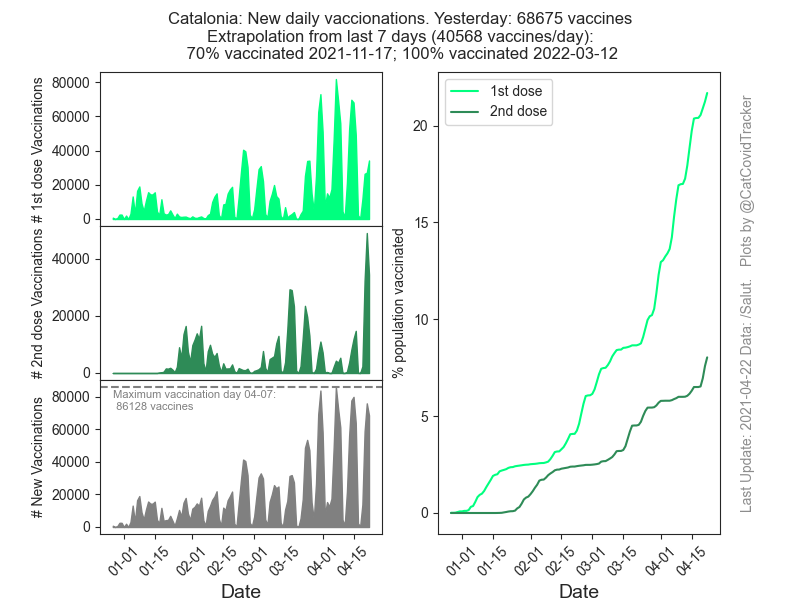 Catalonia: New daily vaccionations. Yesterday: 68675 vaccines
Extrapolation from last 7 days (40568 vaccines/day):
70% vaccinated 2021-11-17; 100% vaccinated 2022-03-12
# 1st dose Vaccinations
80000
60000
40000
20000
0
# 2nd dose Vaccinations
40000
20000
0
# New Vaccinations
80000
60000
40000
20000
0
Maximum vaccination day 04-07:
86128 vaccines
01-01
01-15
02-01
02-15
03-01
03-15
04-01
04-15
Date
% population vaccinated
20
15
10
5
0
1st dose
2nd dose
01-01
01-15
02-01
02-15
03-01
03-15
04-01
04-15
Date
Last Update: 2021-04-22 Data: /Salut. Plots by @CatCovidTracker